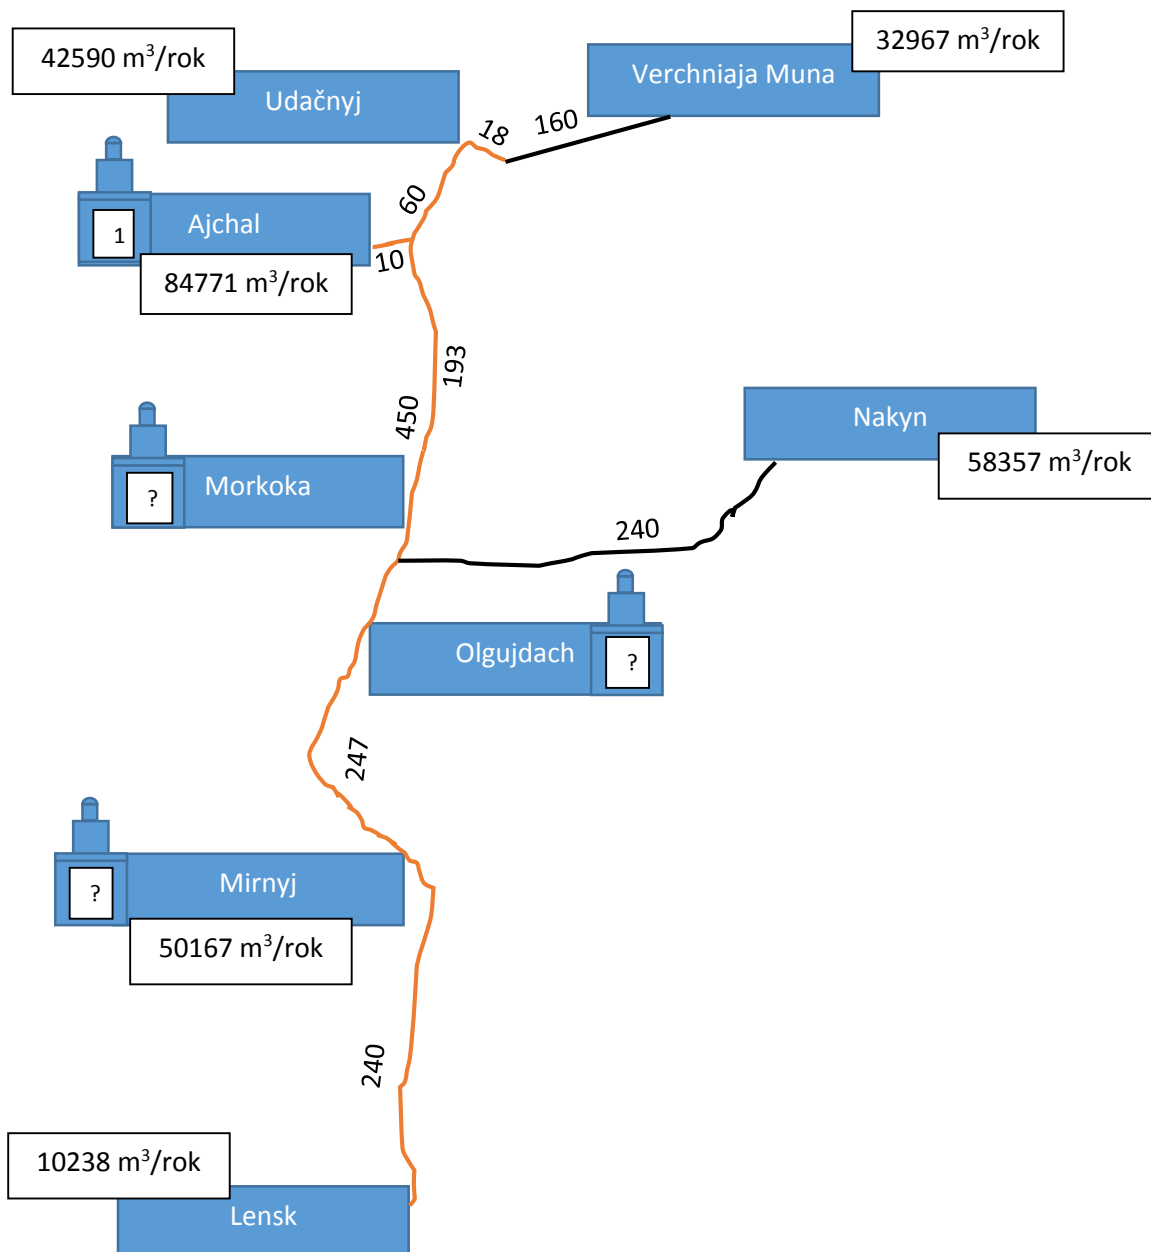 42590 m³/rok
32967 m³/rok
Verchniaja Muna
Udačnyj
18
160
60
Ajchal
1
10
84771 m³/rok
193
450
Nakyn
58357 m³/rok
Morkoka
?
240
Olgujdach
?
247
Mirnyj
?
50167 m³/rok
240
10238 m³/rok
Lensk